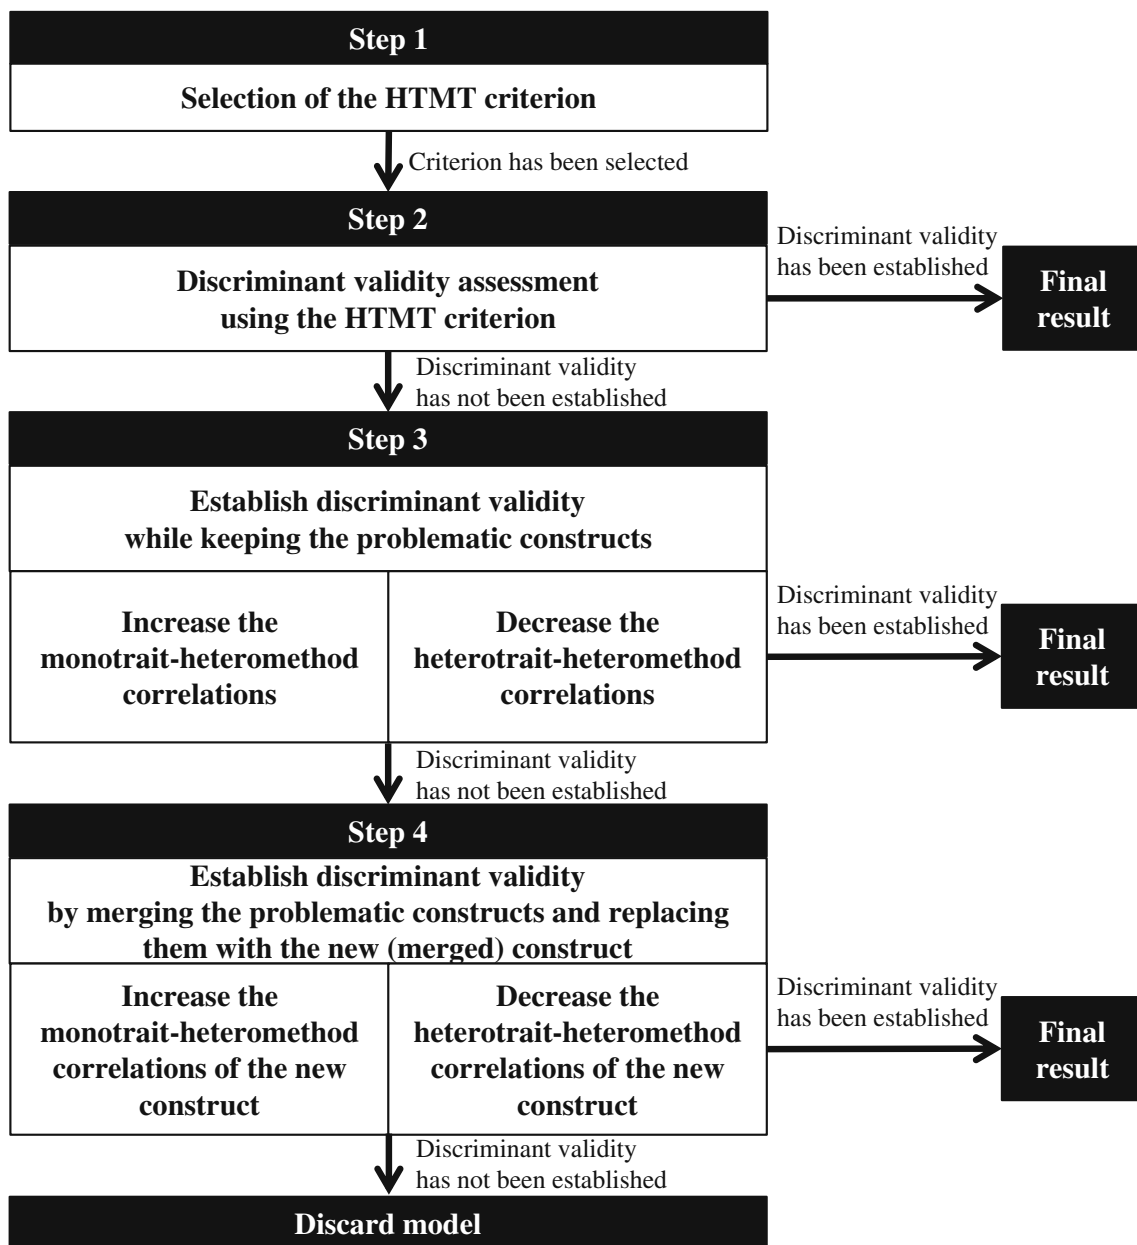 Step 1
Selection of the HTMT criterion
Criterion has been selected
Step 2
Discriminant validity assessment
using the HTMT criterion
Discriminant validity
has been established
Final
result
Discriminant validity
has not been established
Step 3
Establish discriminant validity
while keeping the problematic constructs
Increase the
monotrait-heteromethod
correlations
Decrease the
heterotrait-heteromethod
correlations
Discriminant validity
has been established
Final
result
Discriminant validity
has not been established
Step 4
Establish discriminant validity
by merging the problematic constructs and replacing
them with the new (merged) construct
Increase the
monotrait-heteromethod
correlations of the new
construct
Decrease the
heterotrait-heteromethod
correlations of the new
construct
Discriminant validity
has been established
Final
result
Discriminant validity
has not been established
Discard model